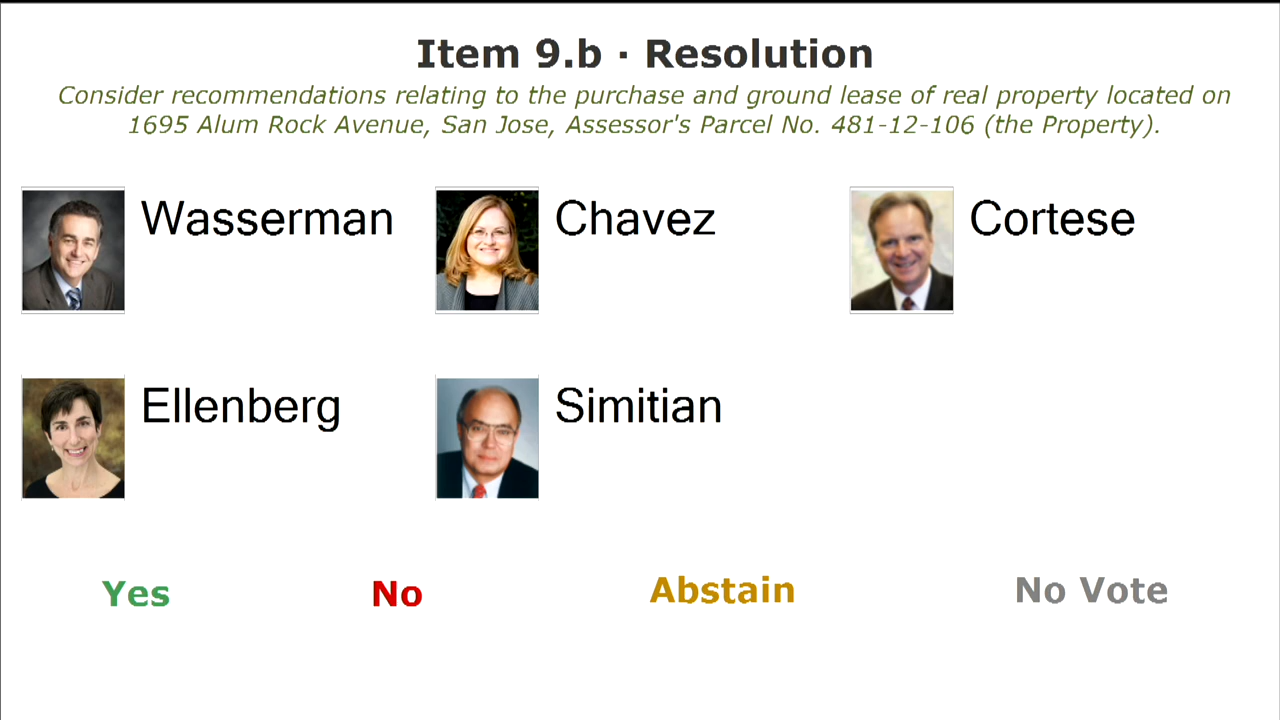 Item 9.b · Resolution
Consider recommendations relating to the purchase and ground lease of real property located on
1695 Alum Rock Avenue, San Jose, Assessor's Parcel No. 481-12-106 (the Property).
Wasserman
Chavez
Cortese
Ellenberg
Simitian
Yes
No
Abstain
No Vote